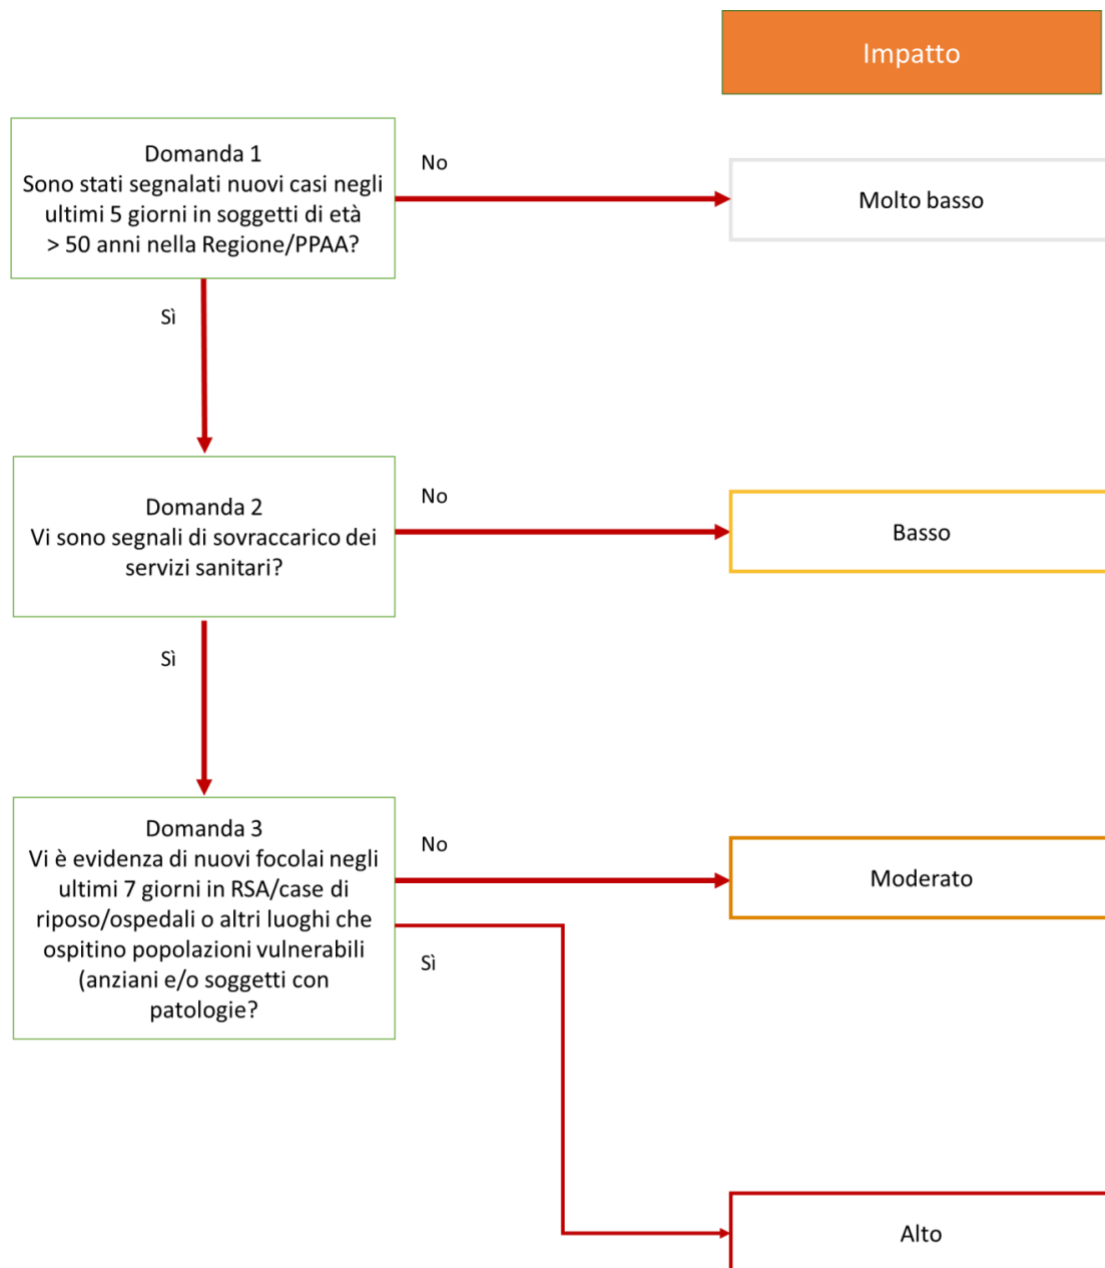 Impatto
Domanda 1
Sono stati segnalati nuovi casi negli
ultimi 5 giorni in soggetti di età
> 50 anni nella Regione/PPAA?
No
Molto basso
Sì
Domanda 2
Vi sono segnali di sovraccarico dei
servizi sanitari?
No
Basso
Sì
Domanda 3
Vi è evidenza di nuovi focolai negli
ultimi 7 giorni in RSA/case di
riposo/ospedali o altri luoghi che
ospitino popolazioni vulnerabili
(anziani e/o soggetti con
patologie?
No
Moderato
Sì
Alto